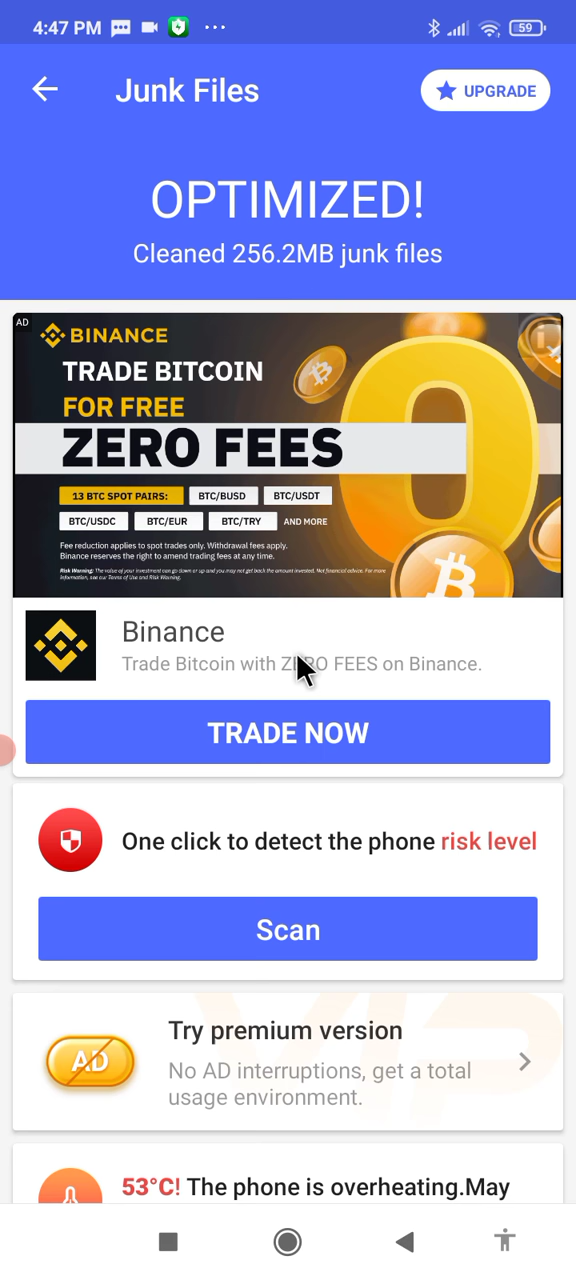 4:47 PM
59
Junk Files
UPGRADE
OPTIMIZED!
Cleaned 256.2MB junk files
AD
BINANCE
TRADE BITCOIN
FOR FREE
ZERO FEES
13 BTC SPOT PAIRS: BTC/BUSD BTC/USDT
BTC/USDC BTC/EUR BTC/TRY AND MORE
Fee reduction applies to spot trades only. Withdrawal fees apply.
Binance reserves the right to amend trading fees at any time.
Risk Warning: The value of your investment can go down or up and you may not get back the amount invested. Not financial advice. For more
information, see our Terms of Use and Risk Warning.
Binance
Trade Bitcoin with ZERO FEES on Binance.
TRADE NOW
One click to detect the phone risk level
Scan
VIP
AD
Try premium version
No AD interruptions, get a total
usage environment.
53°C! The phone is overheating.May